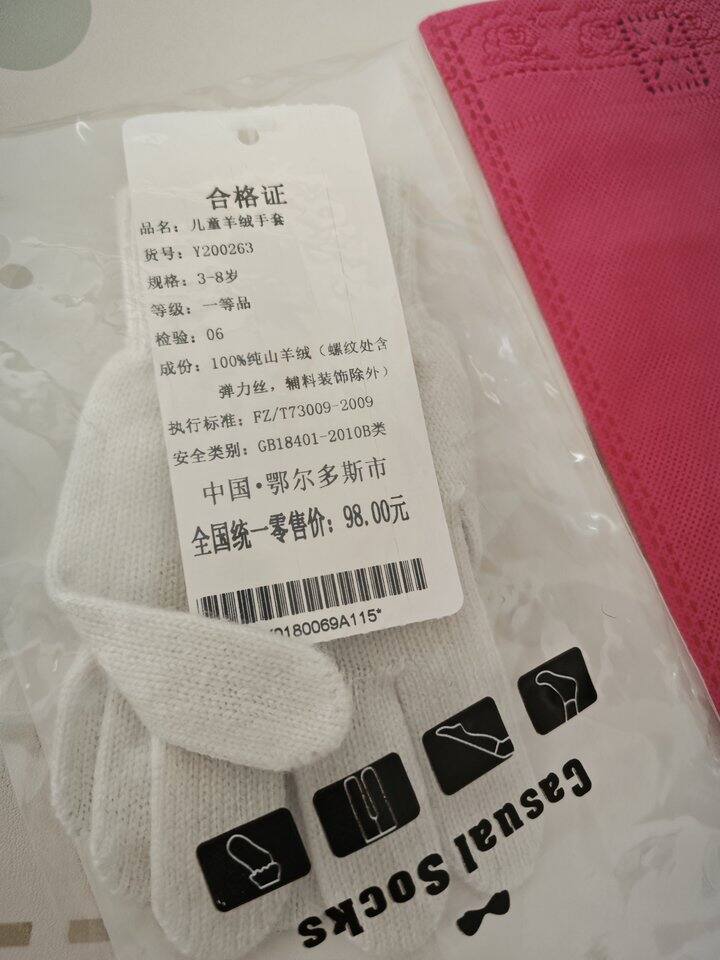 合格证
品名：儿童羊绒手套
货号：Y200263
规格：3-8岁
等级：一等品
检验：06
成份：100%纯山羊绒（螺纹处含
弹力丝，辅料装饰除外）
执行标准：FZ/T73009-2009
安全类别：GB18401-2010B类
中国·鄂尔多斯市
全国统一零售价：98.00元
0180069A115*
Casual Socks